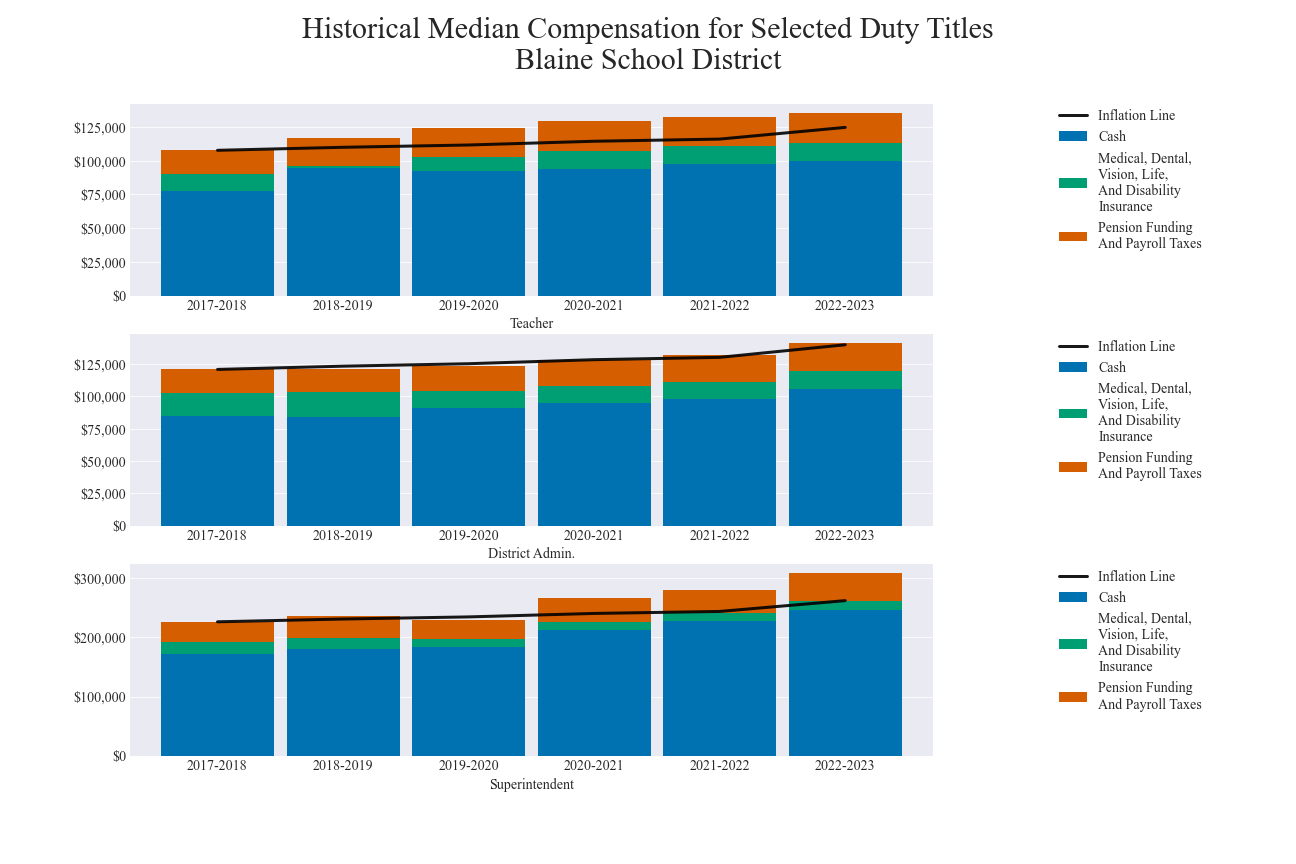 Historical Median Compensation for Selected Duty Titles
Blaine School District
$125,000
$100,000
$75,000
$50,000
$25,000
$0
2017-2018 2018-2019 2019-2020 2020-2021 2021-2022 2022-2023
Teacher
Inflation Line
Cash
Medical, Dental,
Vision, Life,
And Disability
Insurance
Pension Funding
And Payroll Taxes
$125,000
$100,000
$75,000
$50,000
$25,000
$0
2017-2018 2018-2019 2019-2020 2020-2021 2021-2022 2022-2023
District Admin.
Inflation Line
Cash
Medical, Dental,
Vision, Life,
And Disability
Insurance
Pension Funding
And Payroll Taxes
$300,000
$200,000
$100,000
$0
2017-2018 2018-2019 2019-2020 2020-2021 2021-2022 2022-2023
Superintendent
Inflation Line
Cash
Medical, Dental,
Vision, Life,
And Disability
Insurance
Pension Funding
And Payroll Taxes